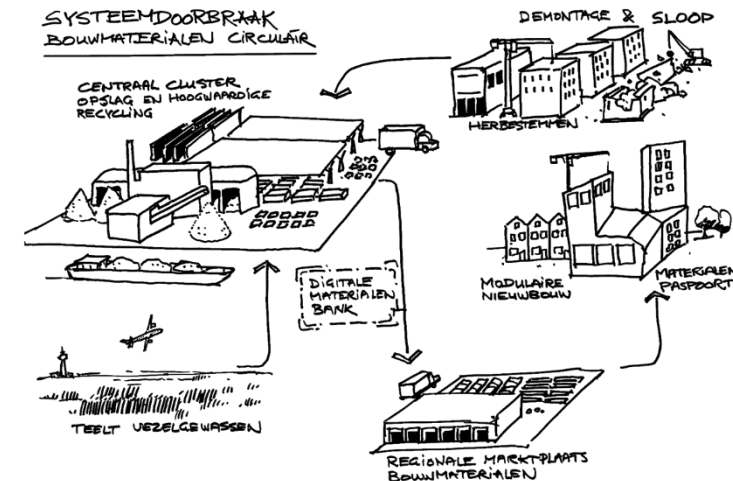 SYSTEEMDOORBRAAK
BOUWMATERIALEN CIRCULAIR
DEMONTAGE & SLOOP
CENTRAAL CLUSTER
OPSLAG EN HOOGWAARDIGE
RECYCLING
HERBESTEMMEN
DIGITALE
MATERIALEN
BANK
MODULAIRE
NIEUWBOUW
MATERIALEN
PASPOORT
TEELT VEZELGEWASSEN
REGIONALE MARKTPLAATS
BOUWMATERIALEN